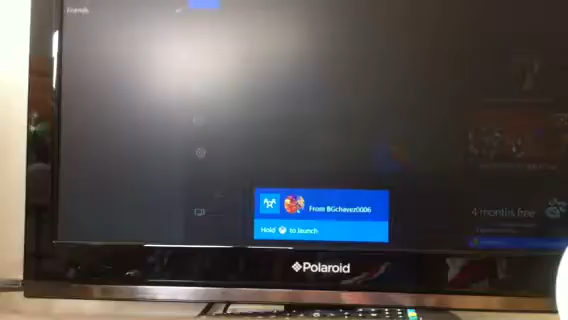 Friends
From BGchavez0006
Hold to launch
4 months free
Polaroid